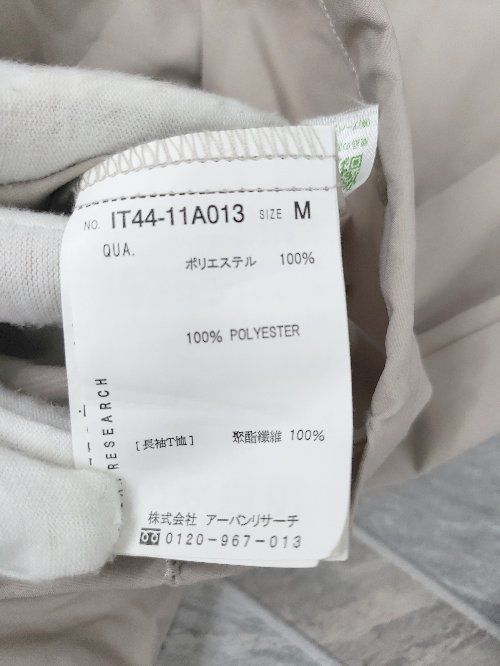 NO. IT44-11A013 SIZE M
QUA.
ポリエステル 100%
100% POLYESTER
[長袖T恤] 聚酯纖維 100%
RESEARCH
株式会社 アーバンリサーチ
0120-967-013